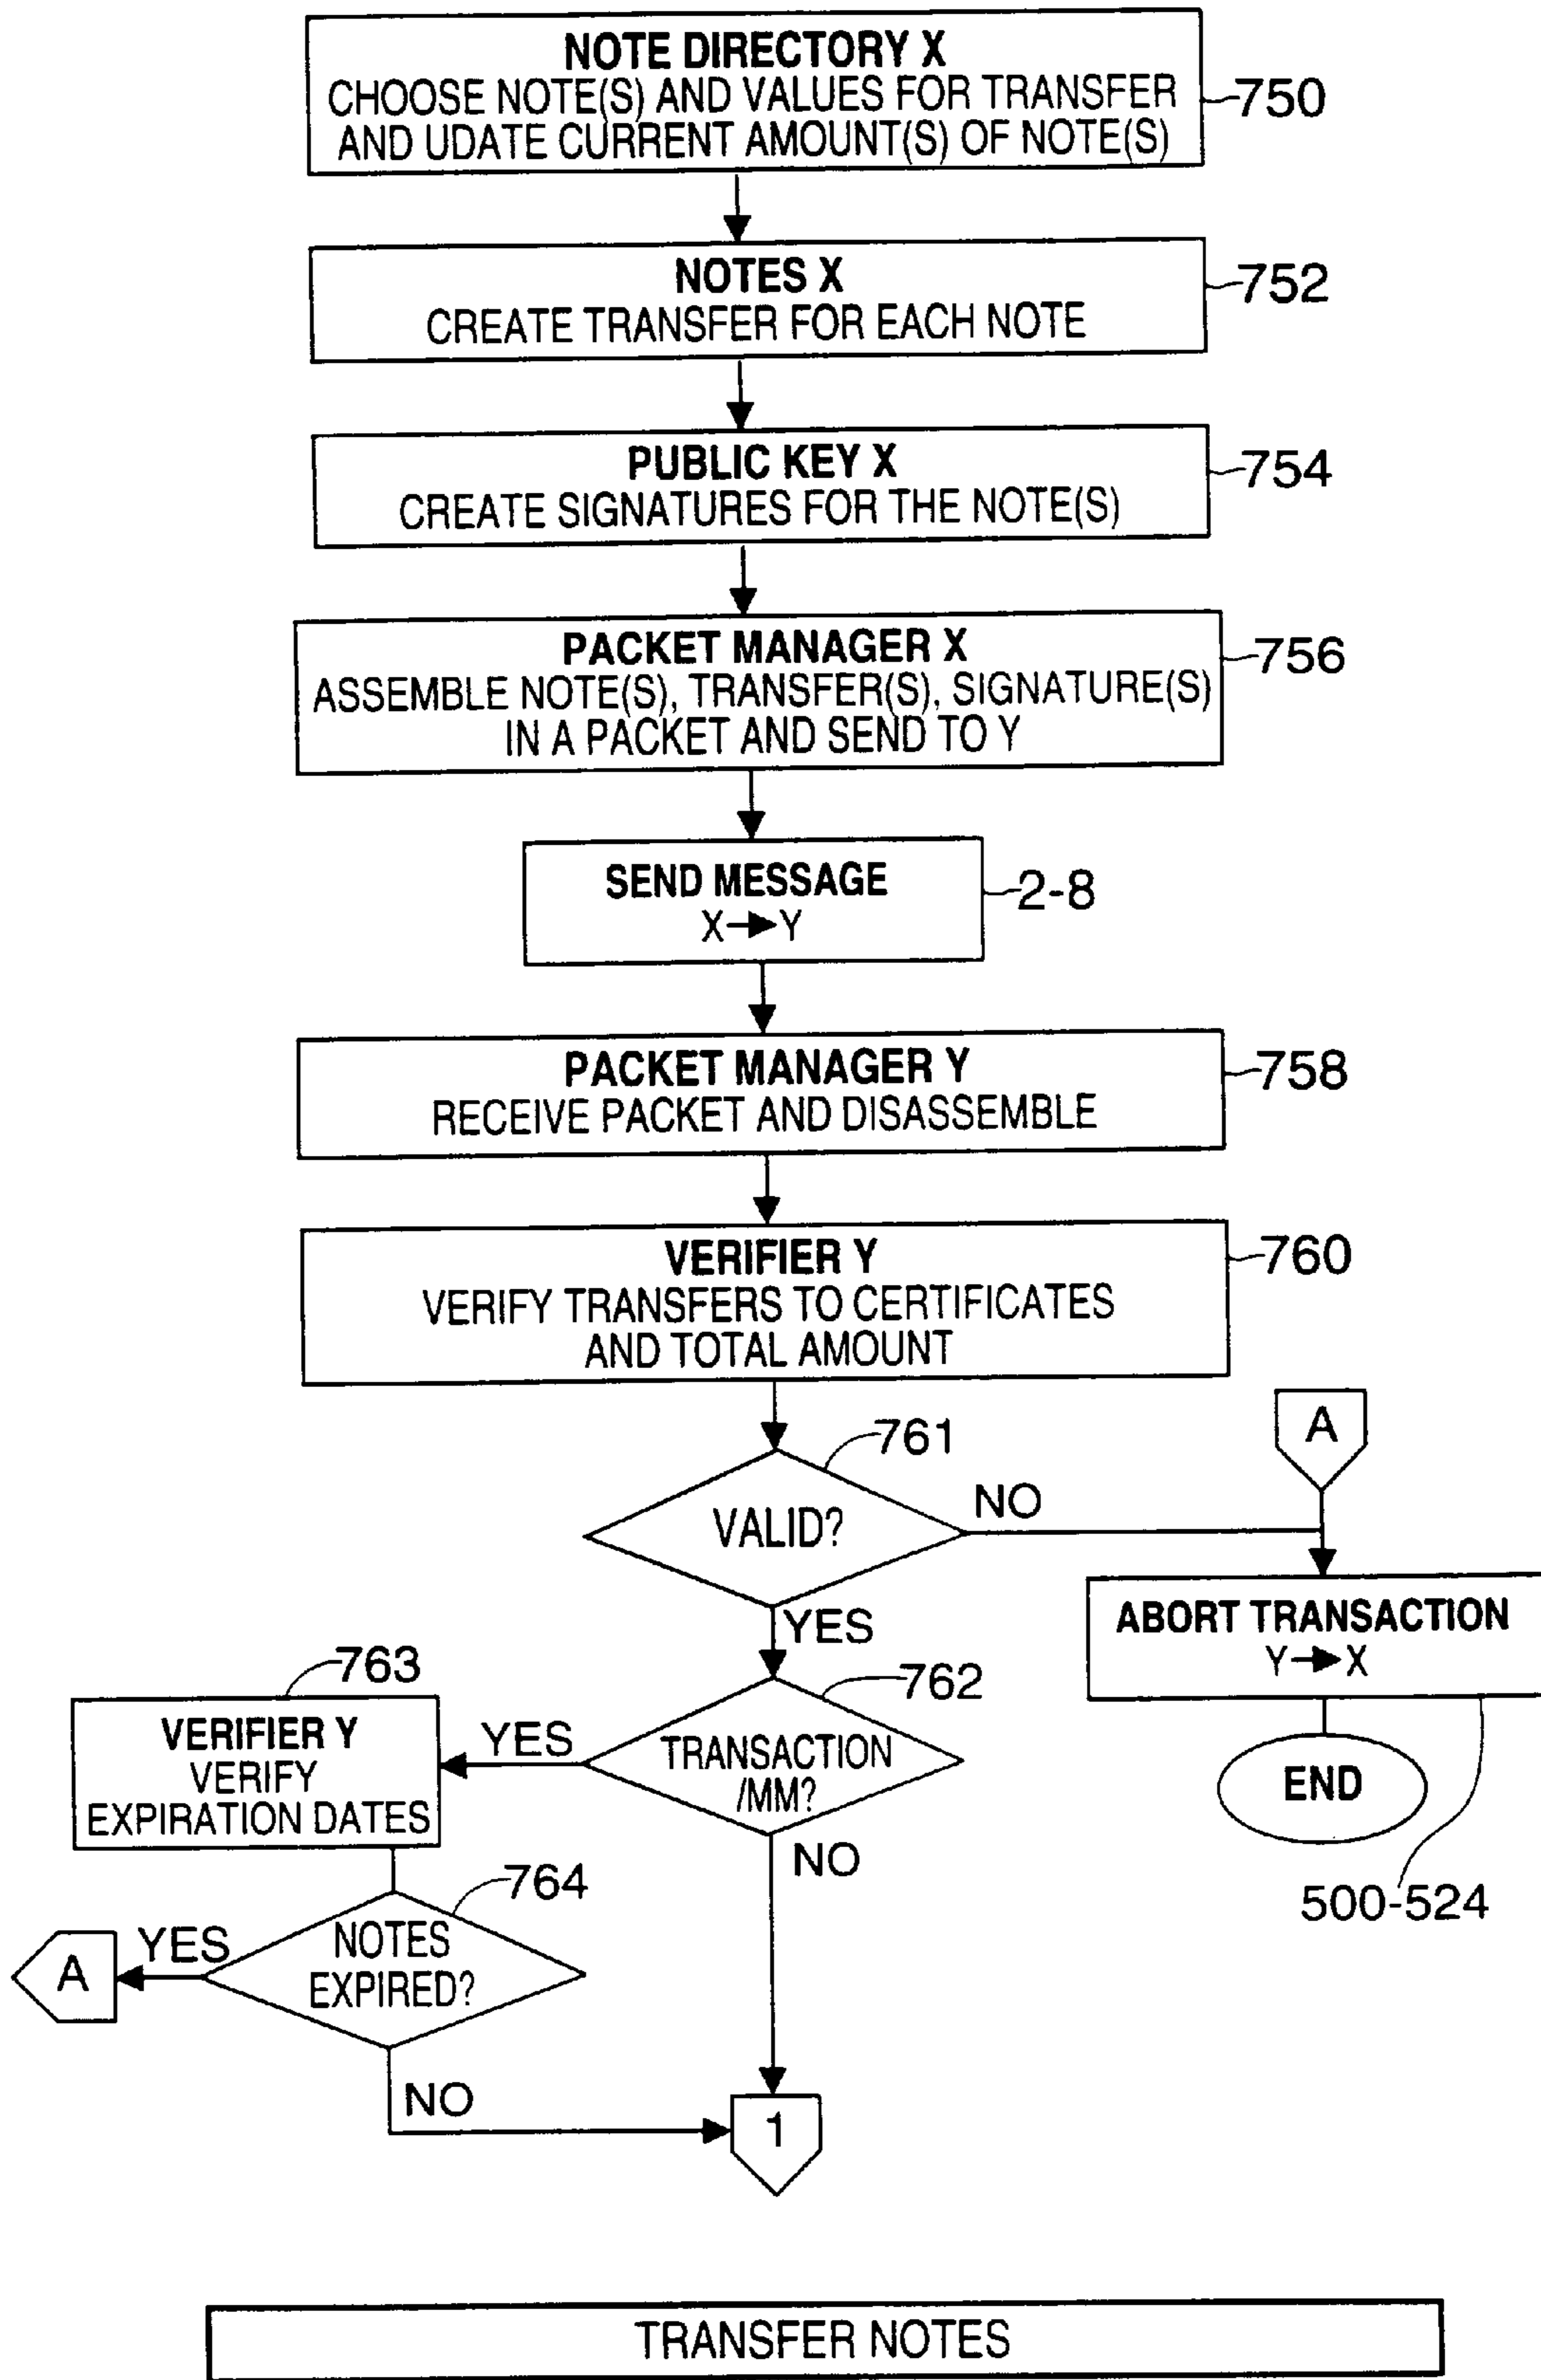 NOTE DIRECTORY X
CHOOSE NOTE(S) AND VALUES FOR TRANSFER
AND UDATE CURRENT AMOUNT(S) OF NOTE(S)
750
NOTES X
CREATE TRANSFER FOR EACH NOTE
752
PUBLIC KEY X
CREATE SIGNATURES FOR THE NOTE(S)
754
PACKET MANAGER X
ASSEMBLE NOTE(S), TRANSFER(S), SIGNATURE(S)
IN A PACKET AND SEND TO Y
756
SEND MESSAGE
X→Y
2-8
PACKET MANAGER Y
RECEIVE PACKET AND DISASSEMBLE
758
VERIFIER Y
VERIFY TRANSFERS TO CERTIFICATES
AND TOTAL AMOUNT
760
761
A
VALID?
NO
YES
ABORT TRANSACTION
Y→X
763
762
VERIFIER Y
VERIFY
EXPIRATION DATES
YES
TRANSACTION
/MM?
END
NO
764
500-524
A
YES
NOTES
EXPIRED?
NO
1
TRANSFER NOTES